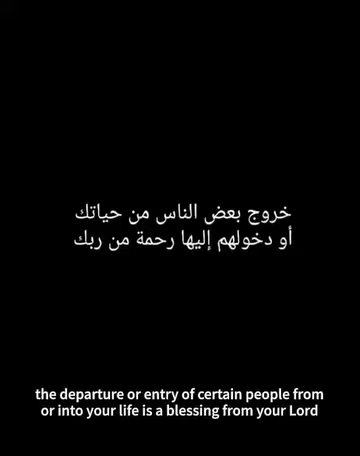 خروج بعض الناس من حياتك
أو دخولهم إليها رحمة من ربك
the departure or entry of certain people from
or into your life is a blessing from your Lord